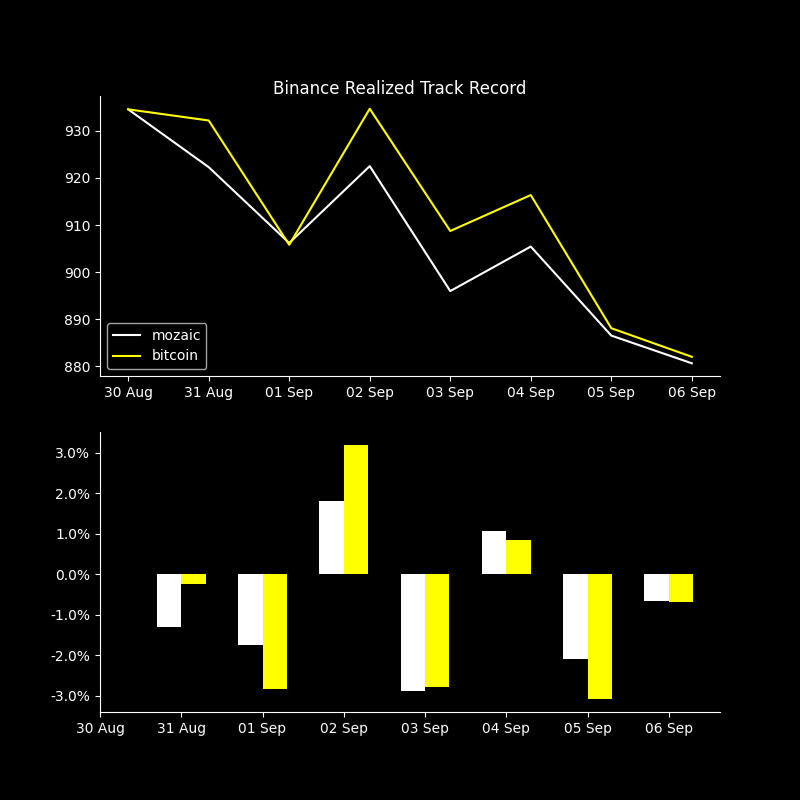 Binance Realized Track Record
930
920
910
900
890
880
mozaic
bitcoin
30 Aug 31 Aug 01 Sep 02 Sep 03 Sep 04 Sep 05 Sep 06 Sep
3.0%
2.0%
1.0%
0.0%
-1.0%
-2.0%
-3.0%
30 Aug 31 Aug 01 Sep 02 Sep 03 Sep 04 Sep 05 Sep 06 Sep